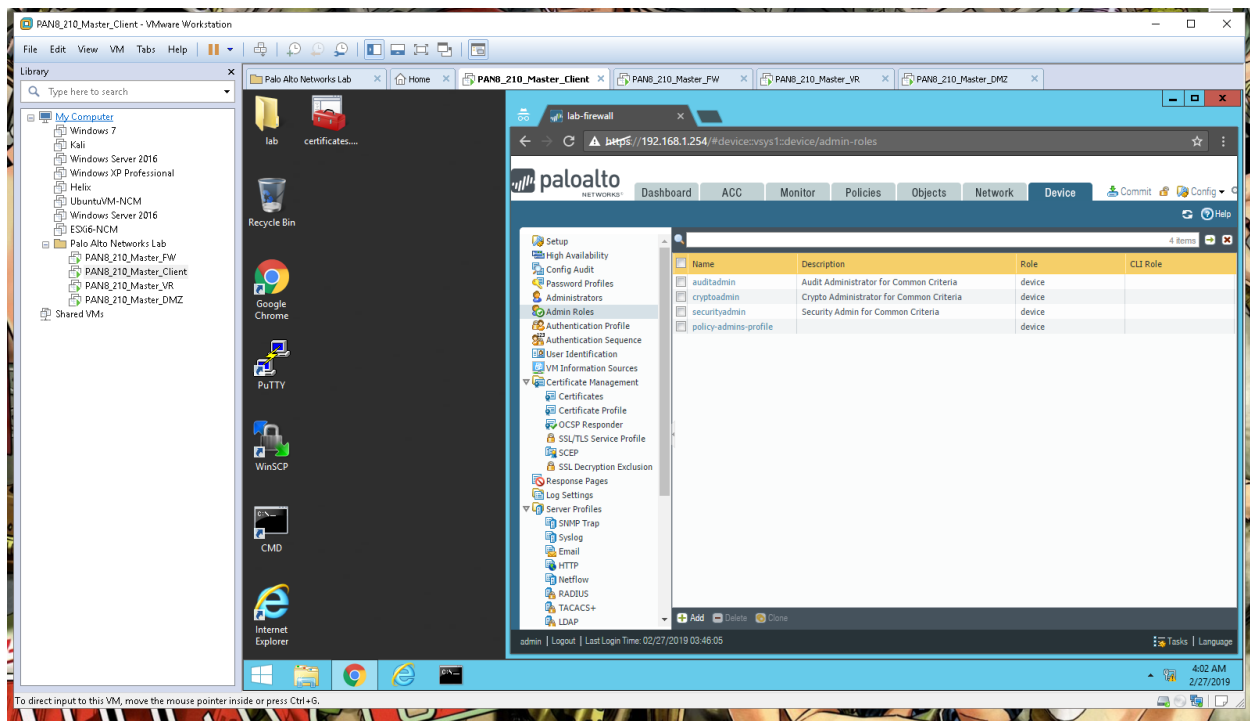 PAN8_210_Master_Client - VMware Workstation
File Edit View VM Tabs Help
Library
Type here to search
My Computer
Windows 7
Kali
Windows Server 2016
Windows XP Professional
Helix
UbuntuVM-NCM
Windows Server 2016
ESXi6-NCM
Palo Alto Networks Lab
PAN8_210_Master_FW
PAN8_210_Master_Client
PAN8_210_Master_VR
PAN8_210_Master_DMZ
Shared VMs
Palo Alto Networks Lab Home PAN8_210_Master_Client PAN8_210_Master_FW PAN8_210_Master_VR PAN8_210_Master_DMZ
lab certificates....
Recycle Bin
Google
Chrome
PuTTY
WinSCP
CMD
Internet
Explorer
lab-firewall
https://192.168.1.254/#device::vsys1::device/admin-roles
paloalto
NETWORKS
Dashboard ACC Monitor Policies Objects Network Device Commit Config
Help
Setup
High Availability
Config Audit
Password Profiles
Administrators
Admin Roles
Authentication Profile
Authentication Sequence
User Identification
VM Information Sources
Certificate Management
Certificates
Certificate Profile
OCSP Responder
SSL/TLS Service Profile
SCEP
SSL Decryption Exclusion
Response Pages
Log Settings
Server Profiles
SNMP Trap
Syslog
Email
HTTP
Netflow
RADIUS
TACACS+
LDAP
4 items
Name Description Role CLI Role
auditadmin Audit Administrator for Common Criteria device
cryptoadmin Crypto Administrator for Common Criteria device
securityadmin Security Admin for Common Criteria device
policy-admins-profile device
Add Delete Clone
admin | Logout | Last Login Time: 02/27/2019 03:46:05 Tasks | Language
4:02 AM
2/27/2019
To direct input to this VM, move the mouse pointer inside or press Ctrl+G.